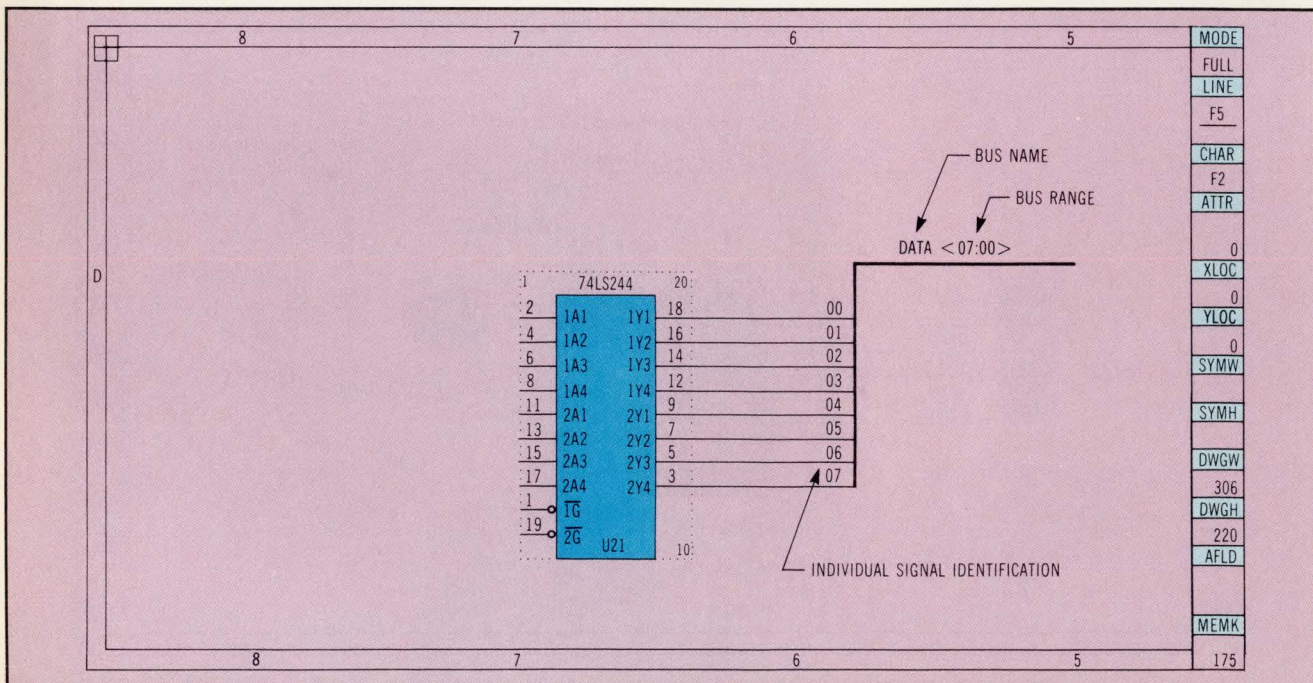 8 7 6 5
MODE
FULL
LINE
F5
CHAR
F2
ATTR
0
XLOC
0
YLOC
0
SYMW
SYMH
DWGW
306
DWGH
220
AFLD
MEMK
175
D
BUS NAME
BUS RANGE
DATA <07:00>
1 74LS244 20
2 1A1 1Y1 18 00
4 1A2 1Y2 16 01
6 1A3 1Y3 14 02
8 1A4 1Y4 12 03
11 2A1 2Y1 9 04
13 2A2 2Y2 7 05
15 2A3 2Y3 5 06
17 2A4 2Y4 3 07
1 1G
19 2G
U21 10
INDIVIDUAL SIGNAL IDENTIFICATION
8 7 6 5